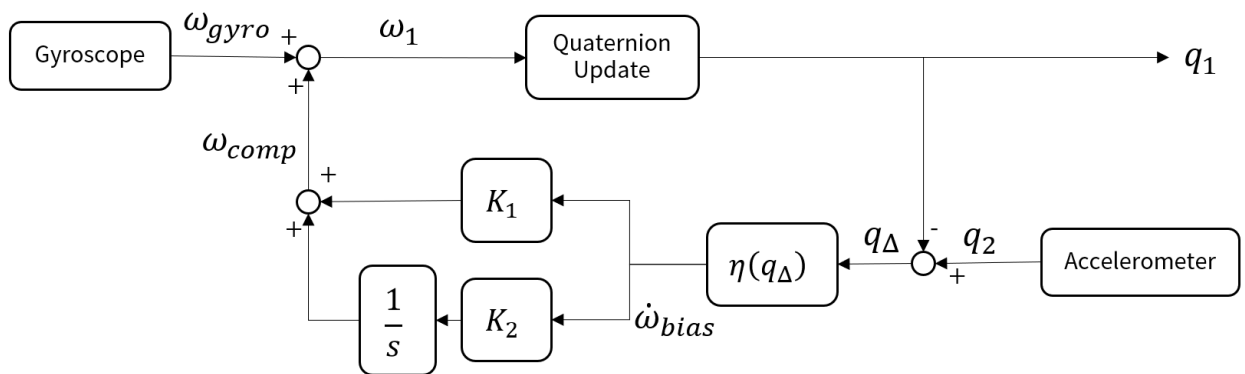 ω_gyro
+
Gyroscope
ω_1
Quaternion
Update
q_1
+
ω_comp
+
K_1
+
-
q_Δ
q_2
η(q_Δ)
+
Accelerometer
1
s
K_2
ω̇_bias